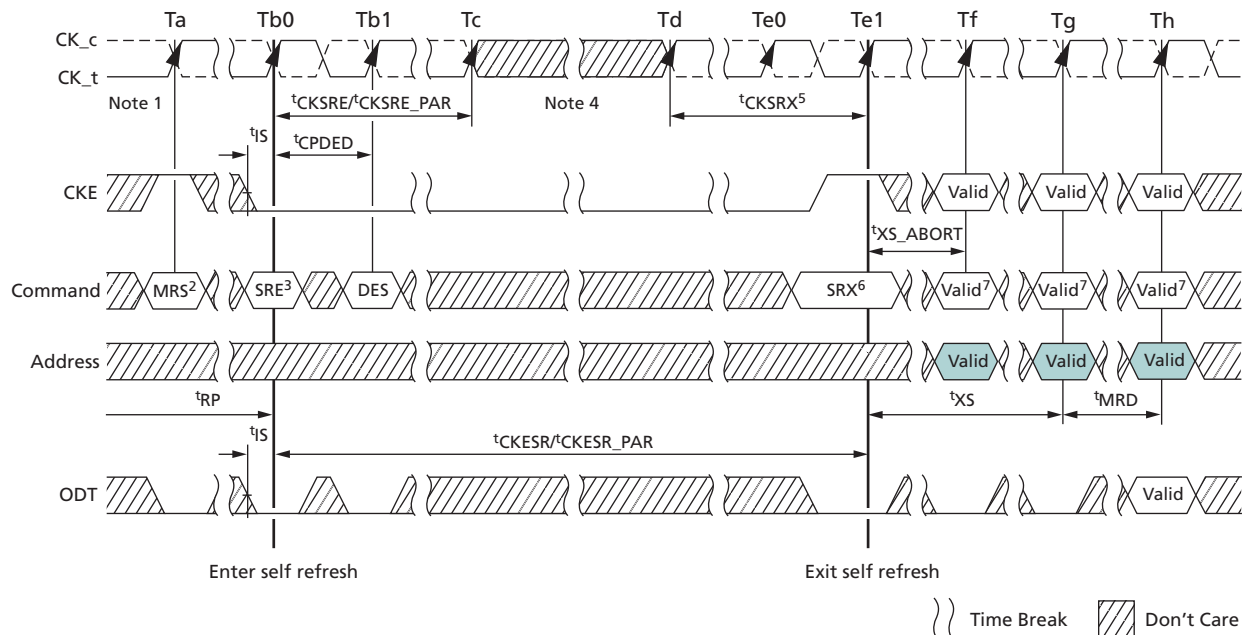 Ta Tb0 Tb1 Tc Td Te0 Te1 Tf Tg Th
CK_c
CK_t
Note 1 tCKSRE/tCKSRE_PAR Note 4 tCKSRX5
tIS tCPDED
CKE Valid Valid Valid
tXS_ABORT
Command MRS2 SRE3 DES SRX6 Valid7 Valid7 Valid7
Address Valid Valid Valid
tRP tXS tMRD
tIS tCKESR/tCKESR_PAR
ODT Valid
Enter self refresh Exit self refresh
Time Break Don't Care